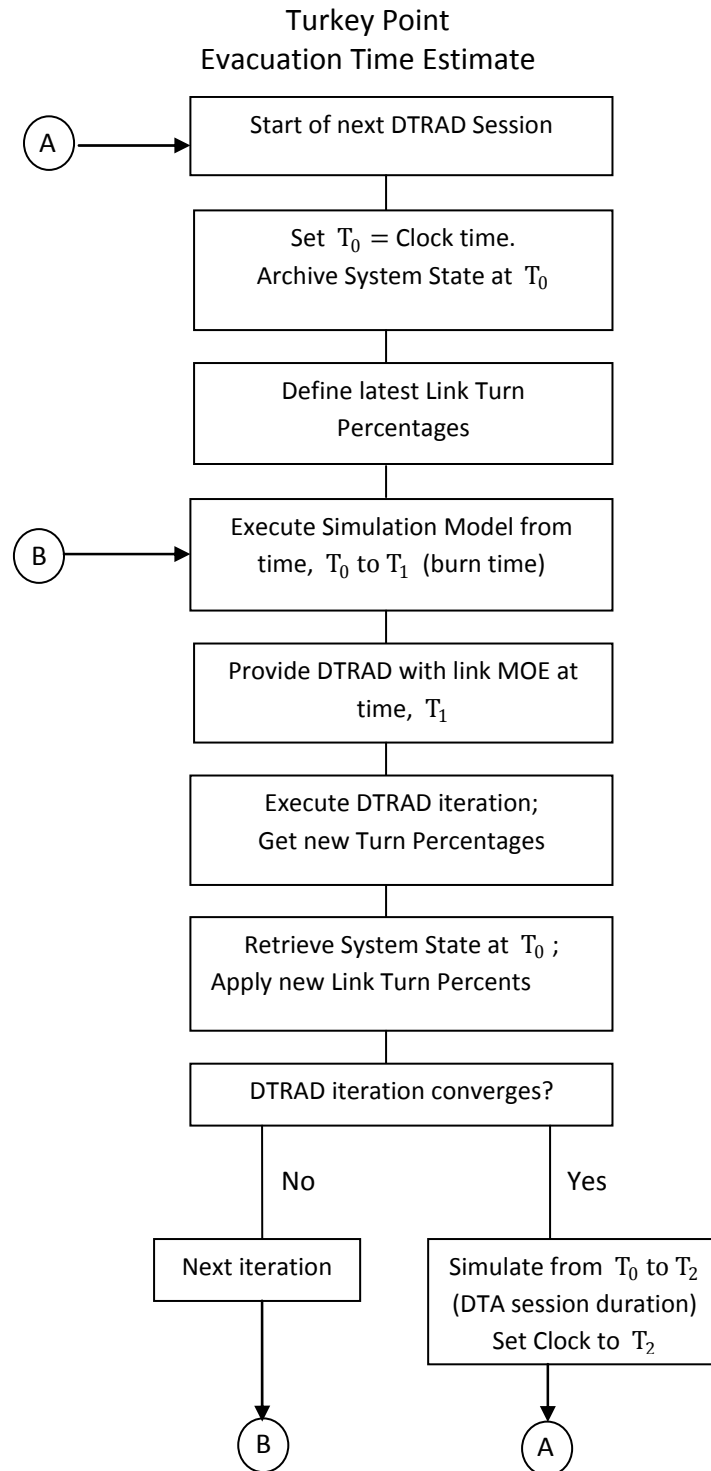 Turkey Point
Evacuation Time Estimate
A
Start of next DTRAD Session
Set T₀ = Clock time.
Archive System State at T₀
Define latest Link Turn
Percentages
B
Execute Simulation Model from
time, T₀ to T₁ (burn time)
Provide DTRAD with link MOE at
time, T₁
Execute DTRAD iteration;
Get new Turn Percentages
Retrieve System State at T₀ ;
Apply new Link Turn Percents
DTRAD iteration converges?
No
Yes
Next iteration
Simulate from T₀ to T₂
(DTA session duration)
Set Clock to T₂
B
A